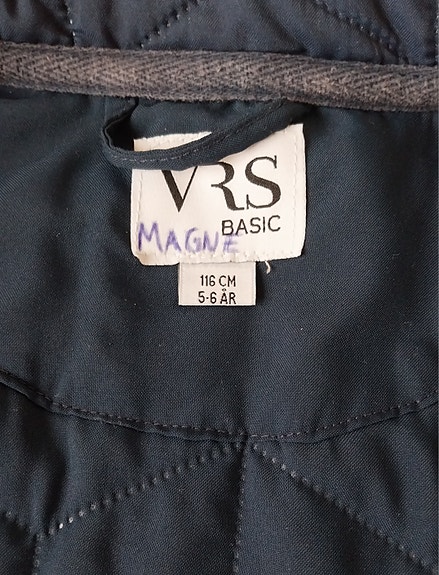 VRS
BASIC
MAGNE
116 CM
5-6 ÅR